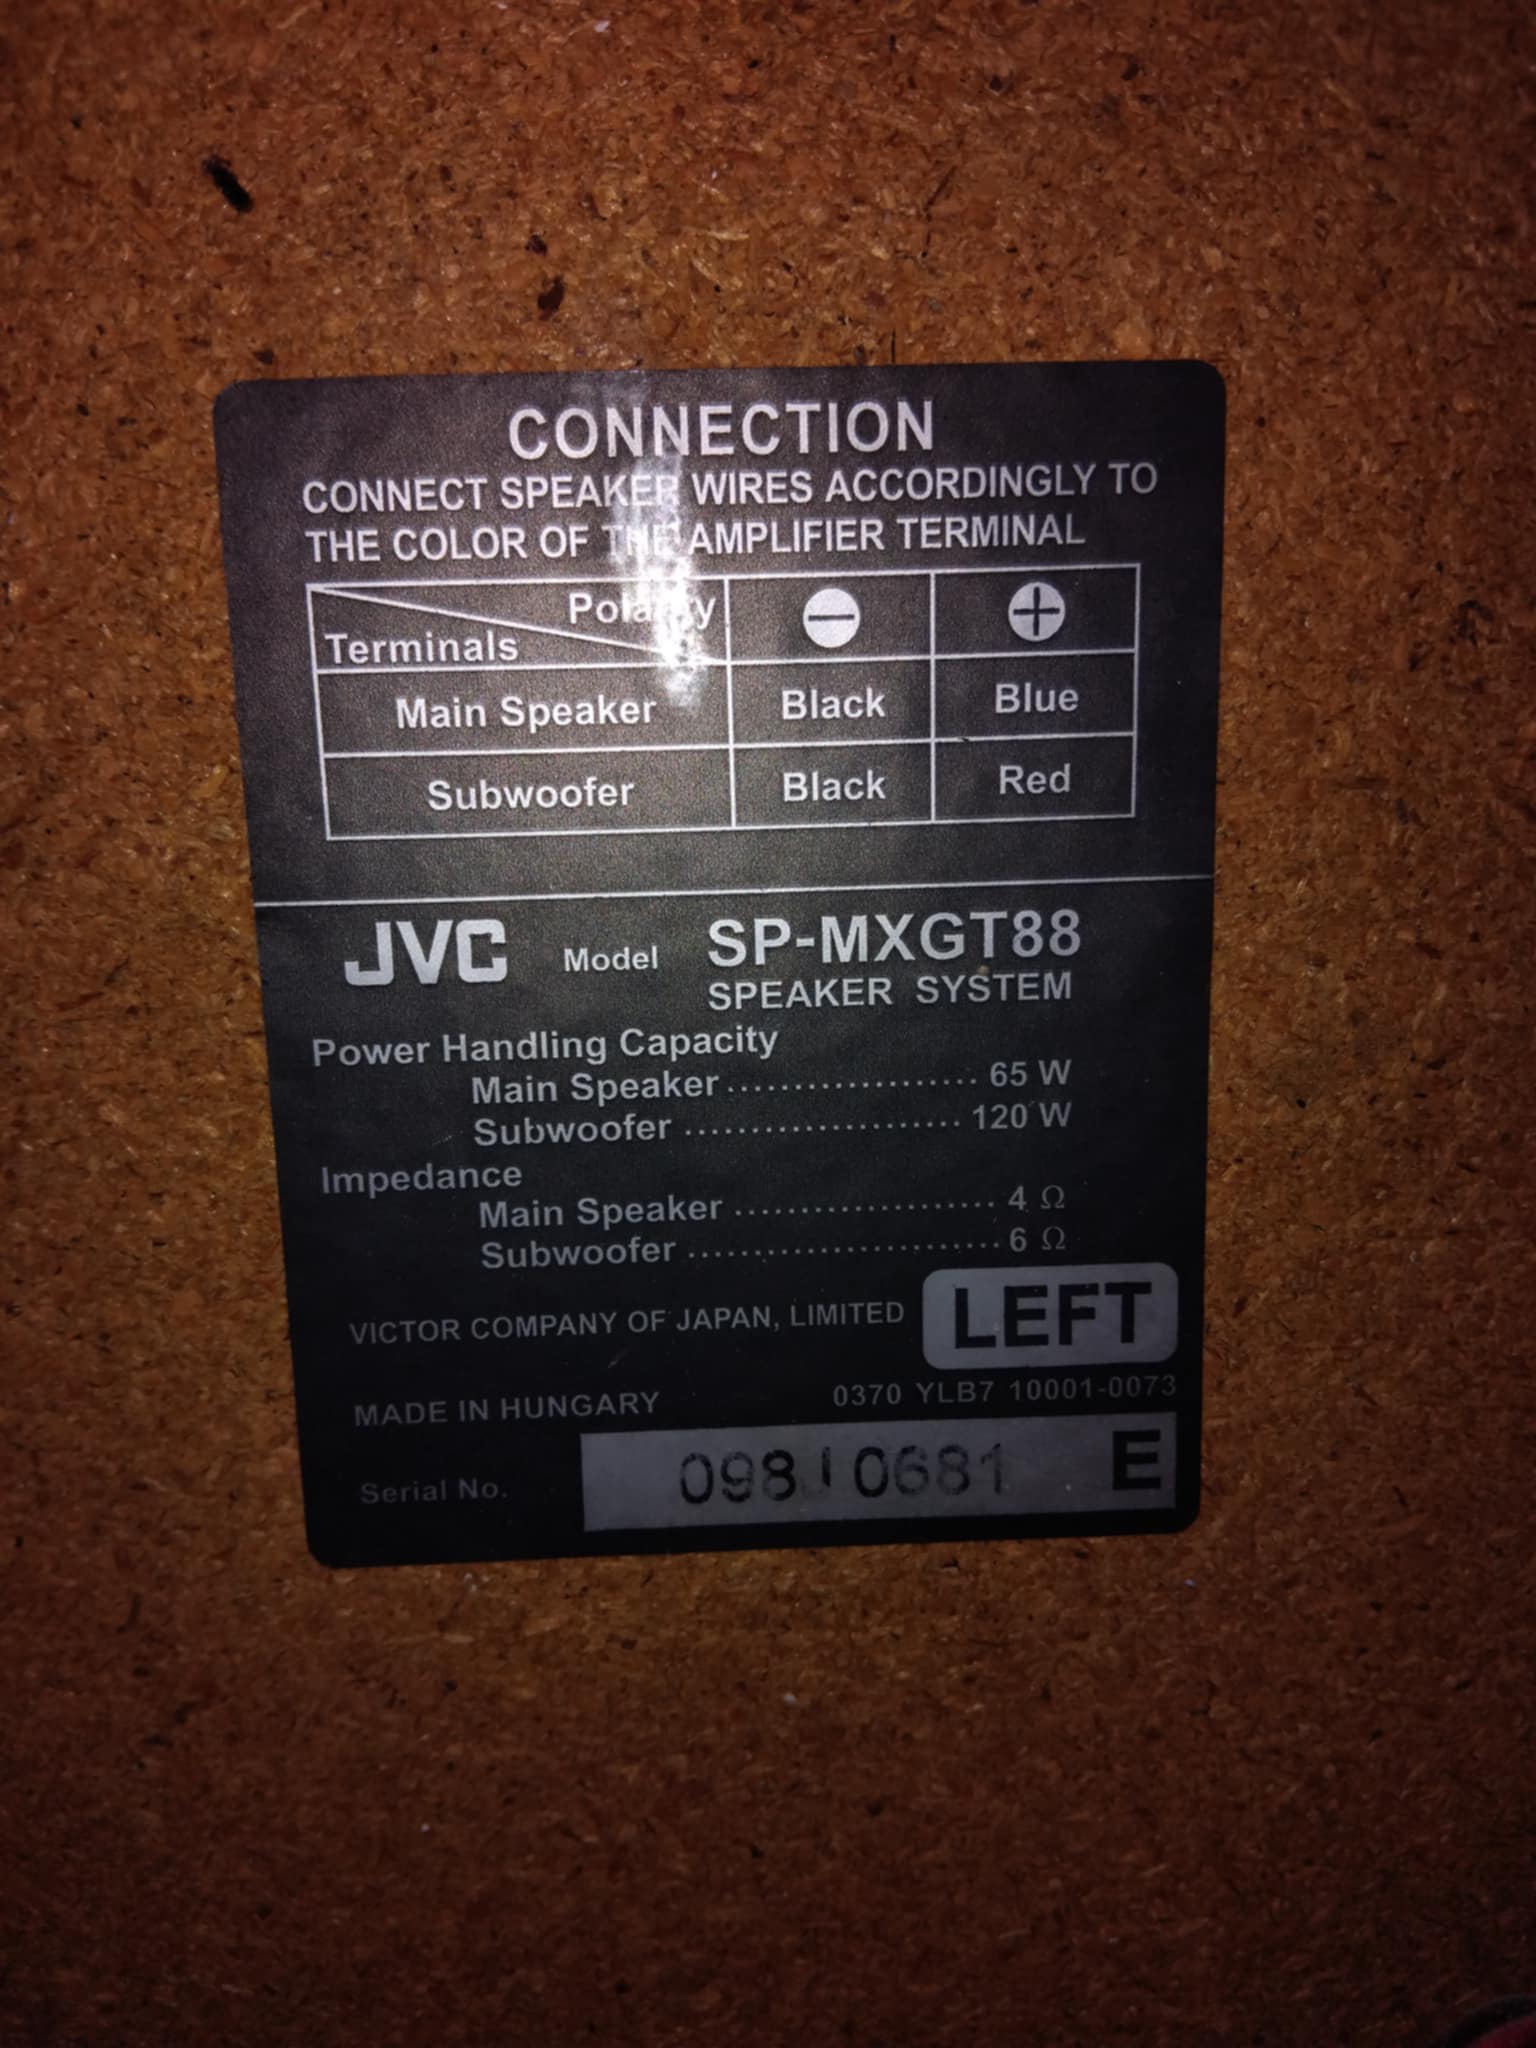 CONNECTION
CONNECT SPEAKER WIRES ACCORDINGLY TO
THE COLOR OF THE AMPLIFIER TERMINAL
Polarity
Terminals
Main Speaker Black Blue
Subwoofer Black Red
JVC Model SP-MXGT88
SPEAKER SYSTEM
Power Handling Capacity
Main Speaker ................... 65 W
Subwoofer ..................... 120 W
Impedance
Main Speaker .................... 4 Ω
Subwoofer ........................ 6 Ω
VICTOR COMPANY OF JAPAN, LIMITED LEFT
MADE IN HUNGARY 0370 YLB7 10001-0073
Serial No. 098J0681 E